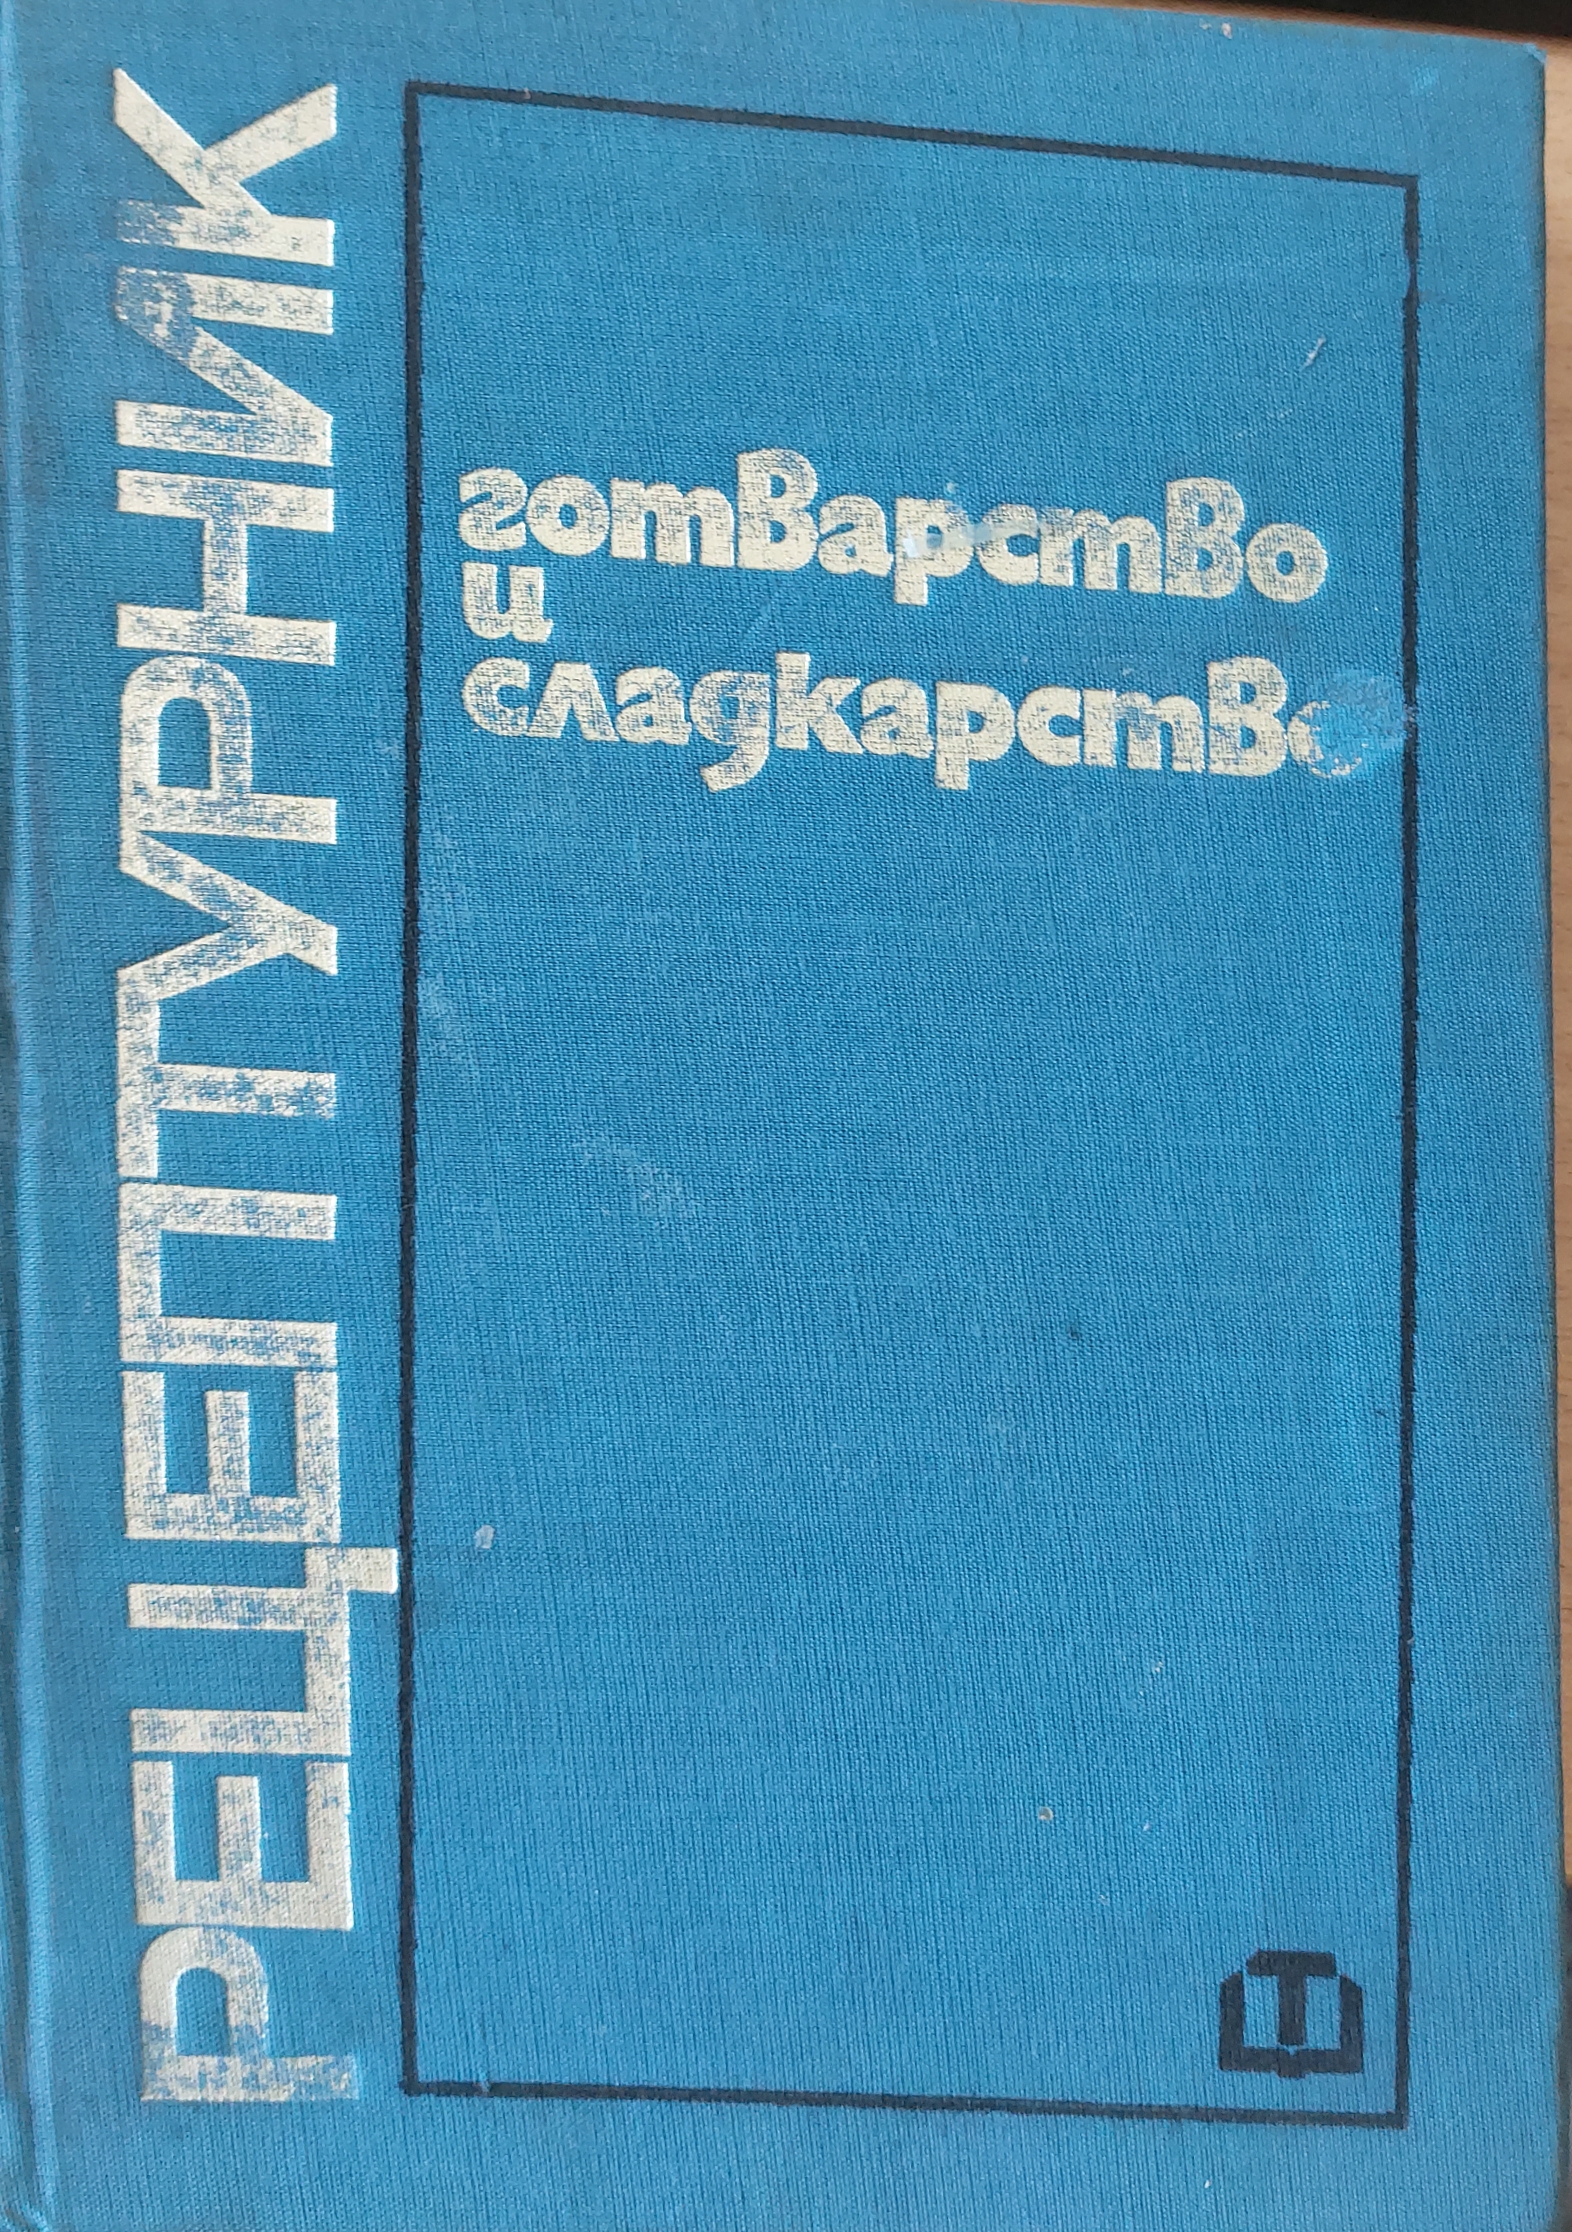 РЕЦЕПТУРНИК
готварство
и
сладкарство
Т